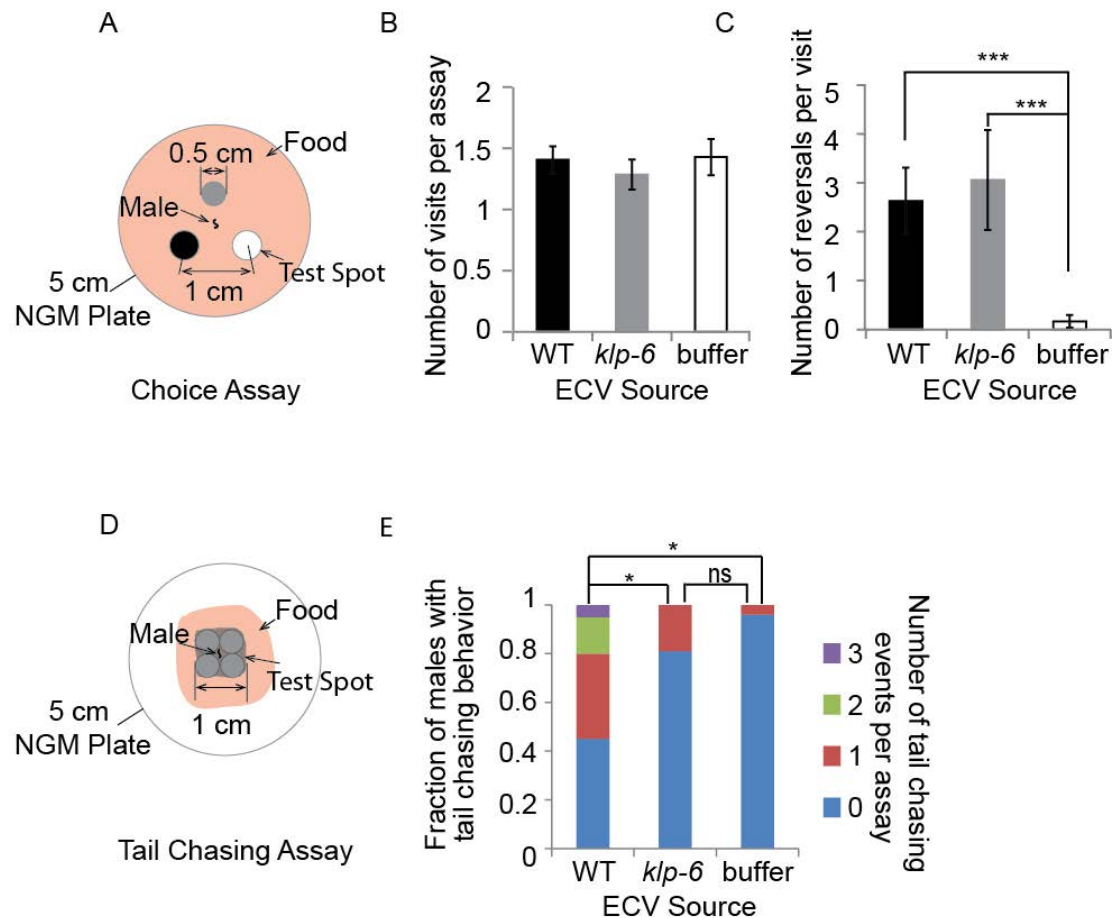 A
Food
0.5 cm
Male
Test Spot
1 cm
5 cm
NGM Plate
Choice Assay
B
Number of visits per assay
2
1.5
1
0.5
0
WT klp-6 buffer
ECV Source
C
Number of reversals per visit
***
***
5
4
3
2
1
0
WT klp-6 buffer
ECV Source
D
Food
Male
Test Spot
1 cm
5 cm
NGM Plate
Tail Chasing Assay
E
Fraction of males with
tail chasing behavior
*
* ns
1
0.8
0.6
0.4
0.2
0
WT klp-6 buffer
ECV Source
3
2
1
0
Number of tail chasing
events per assay